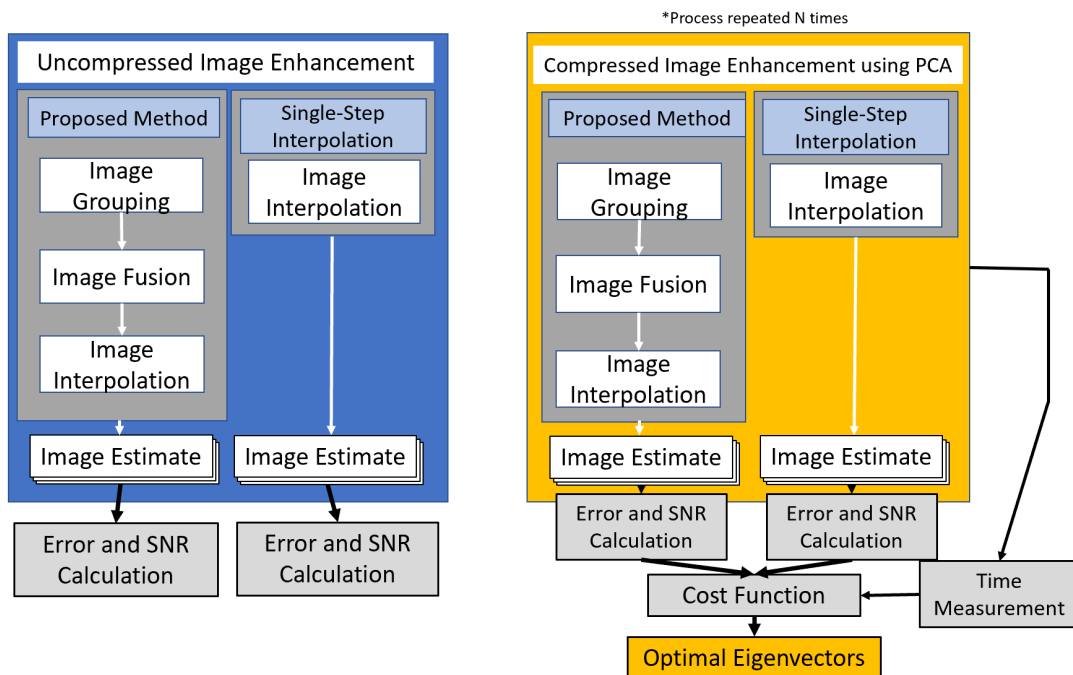 *Process repeated N times
Uncompressed Image Enhancement
Proposed Method
Single-Step
Interpolation
Image
Grouping
Image
Interpolation
Image Fusion
Image
Interpolation
Image Estimate
Image Estimate
Error and SNR
Calculation
Error and SNR
Calculation
Compressed Image Enhancement using PCA
Proposed Method
Single-Step
Interpolation
Image
Grouping
Image
Interpolation
Image Fusion
Image
Interpolation
Image Estimate
Image Estimate
Error and SNR
Calculation
Error and SNR
Calculation
Time
Measurement
Cost Function
Optimal Eigenvectors